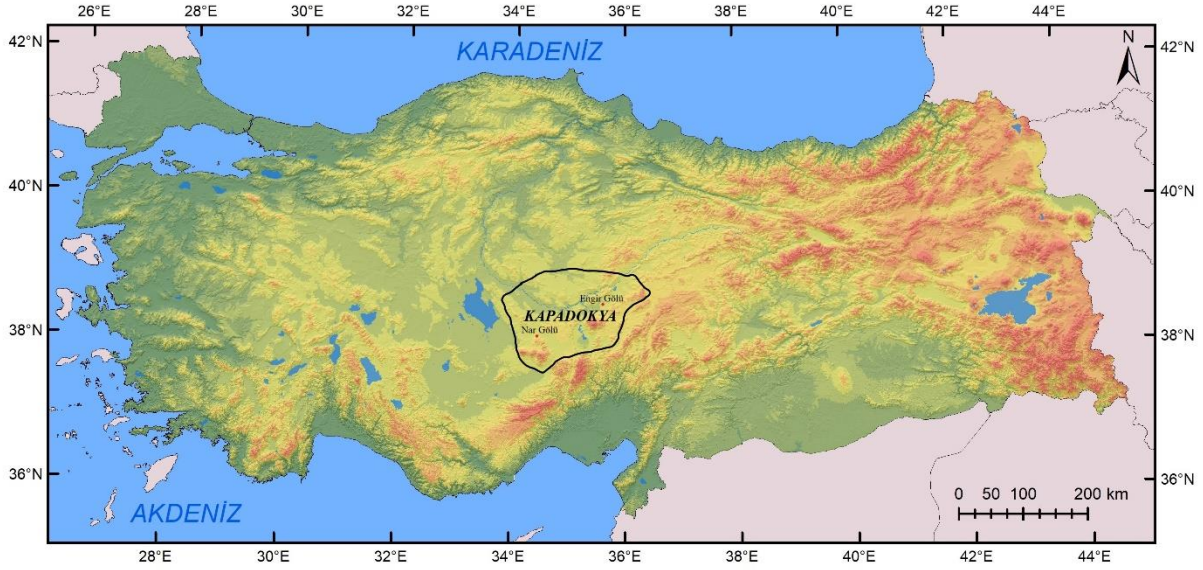 26°E 28°E 30°E 32°E 34°E 36°E 38°E 40°E 42°E 44°E
42°N 42°N
KARADENİZ
N
40°N 40°N
Engir Gölü
KAPADOKYA
38°N 38°N
Nar Gölü
36°N 36°N
0 50 100 200 km
AKDENİZ
28°E 30°E 32°E 34°E 36°E 38°E 40°E 42°E 44°E